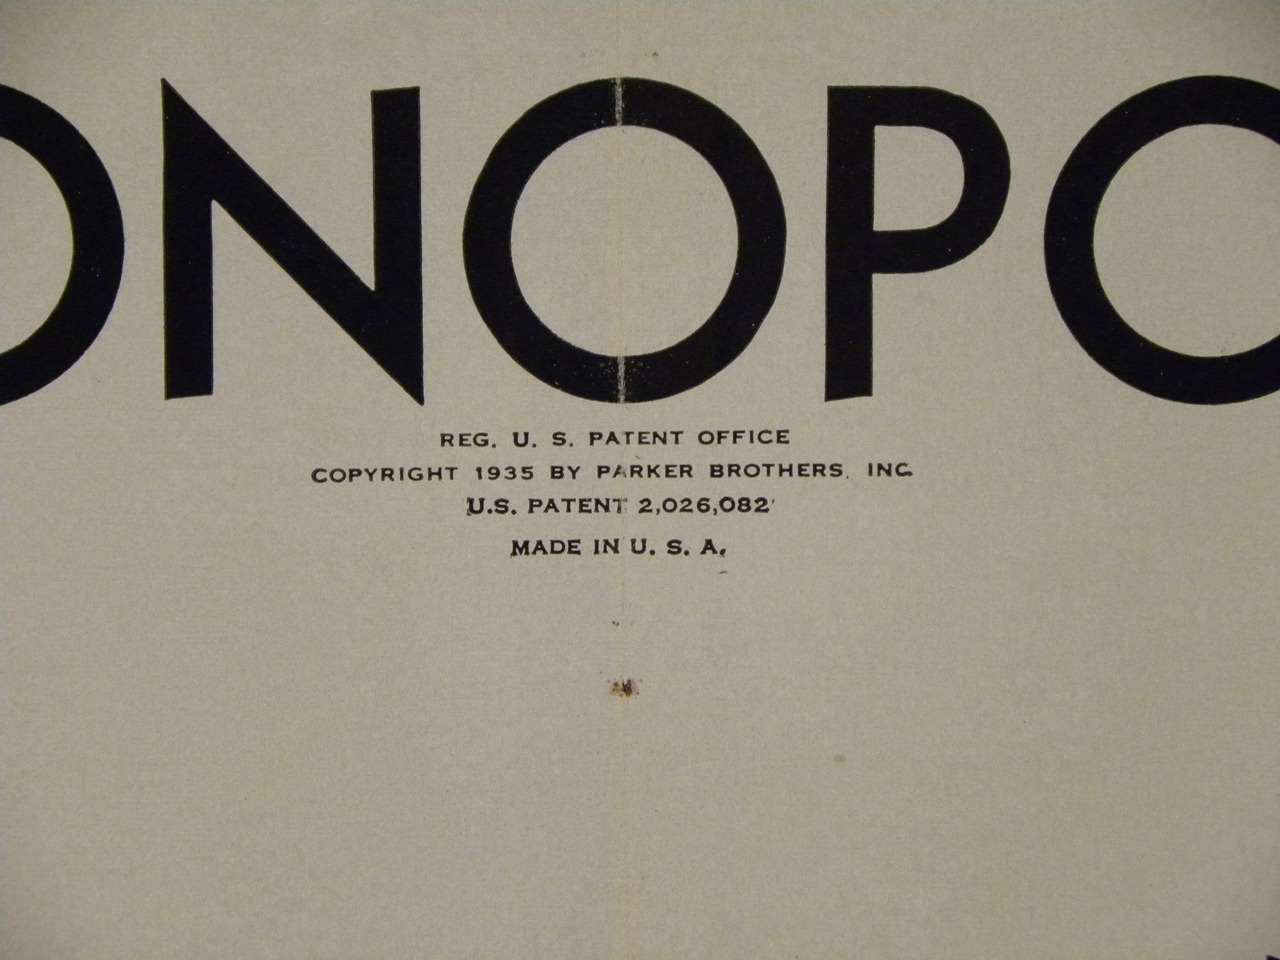 ONOPO
REG. U. S. PATENT OFFICE
COPYRIGHT 1935 BY PARKER BROTHERS, INC.
U.S. PATENT 2,026,082
MADE IN U. S. A.